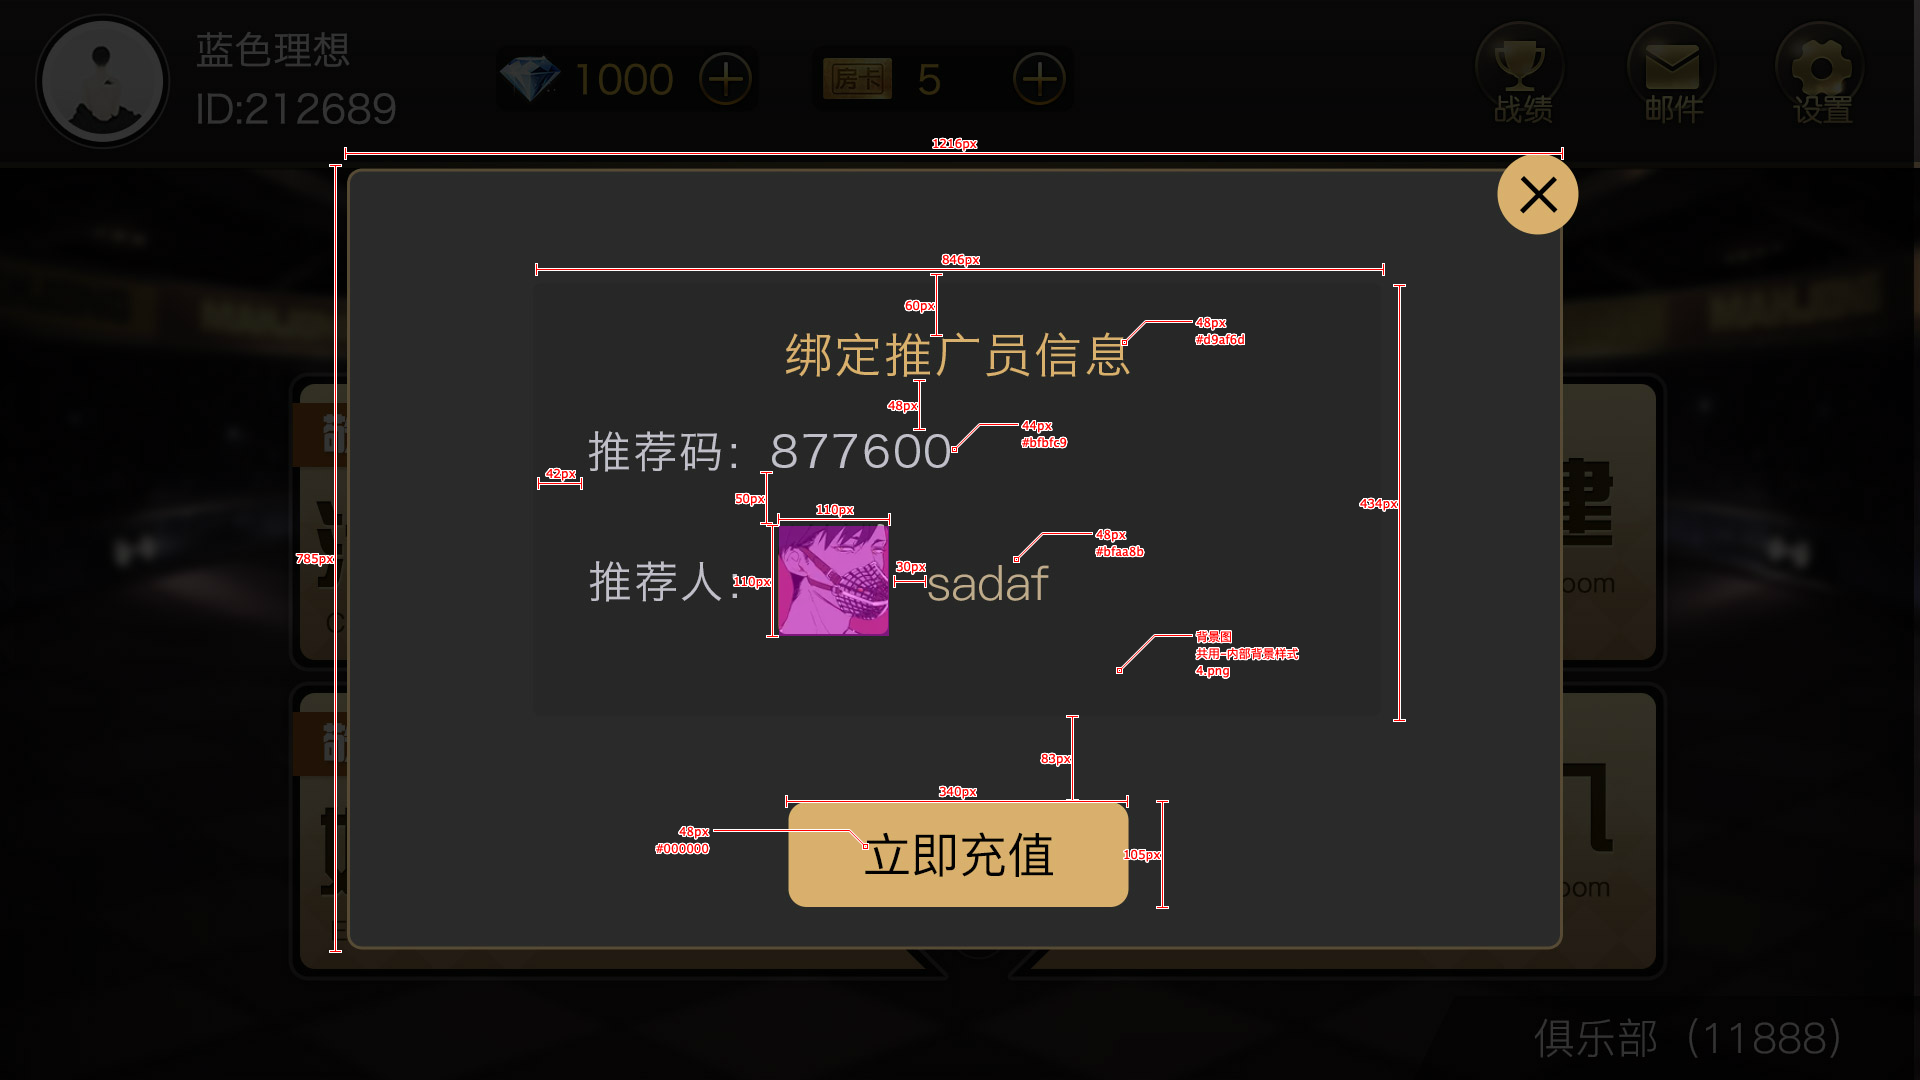 蓝色理想
ID:212689
1000
房卡
5
战绩
邮件
设置
1216px
846px
60px
48px
#d9af6d
绑定推广员信息
48px
44px
#bfbfc9
推荐码：877600
42px
50px
110px
434px
785px
48px
#bfaa8b
推荐人：
110px
30px
sadaf
oom
背景图
共用-内部背景样式
4.png
83px
340px
48px
#000000
立即充值
105px
oom
俱乐部（11888）